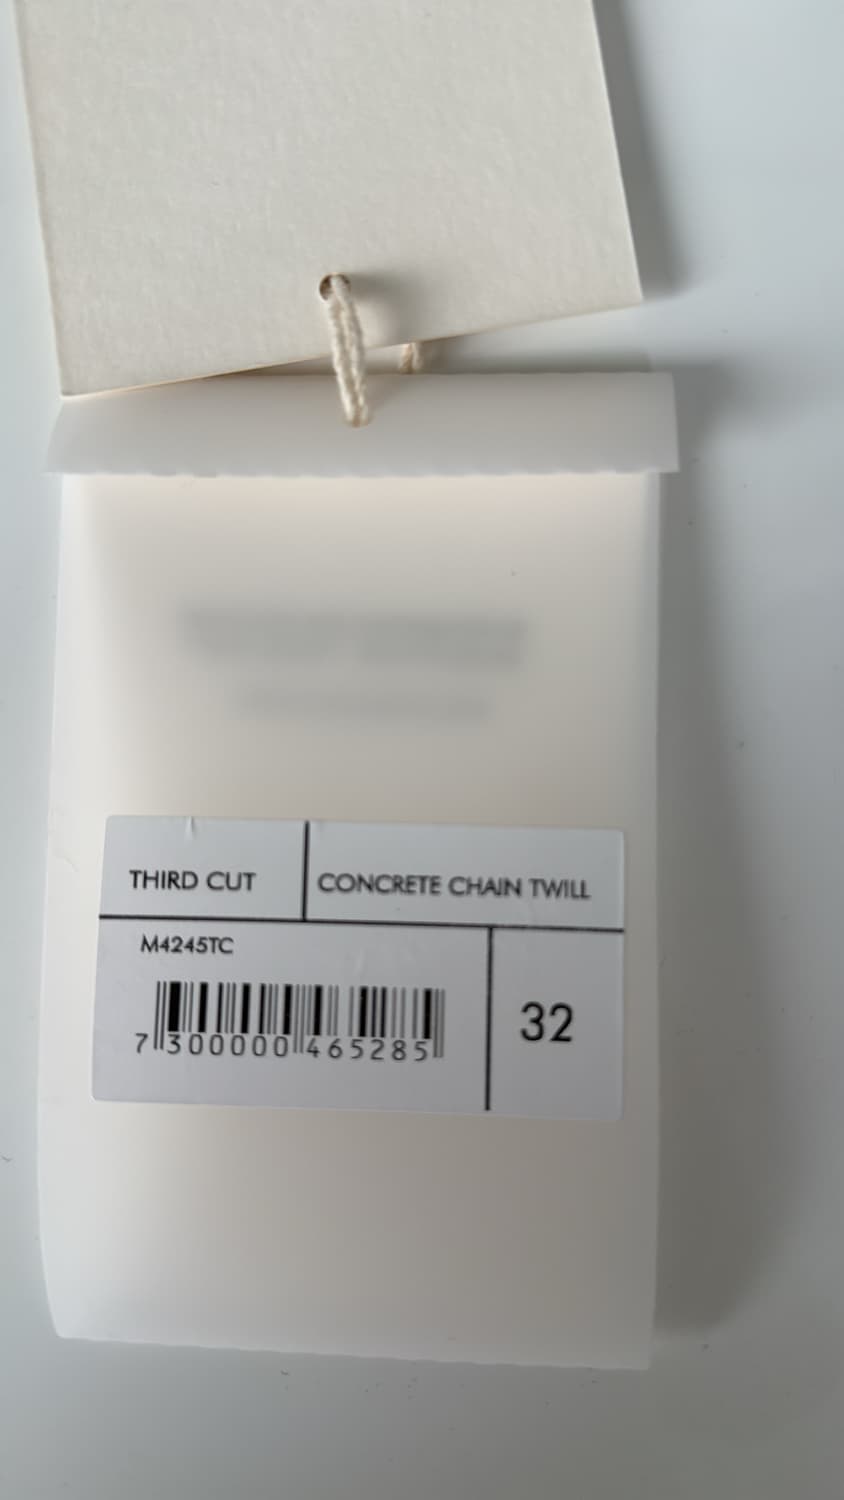 THIRD CUT
CONCRETE CHAIN TWILL
M4245TC
7 300000 465285
32